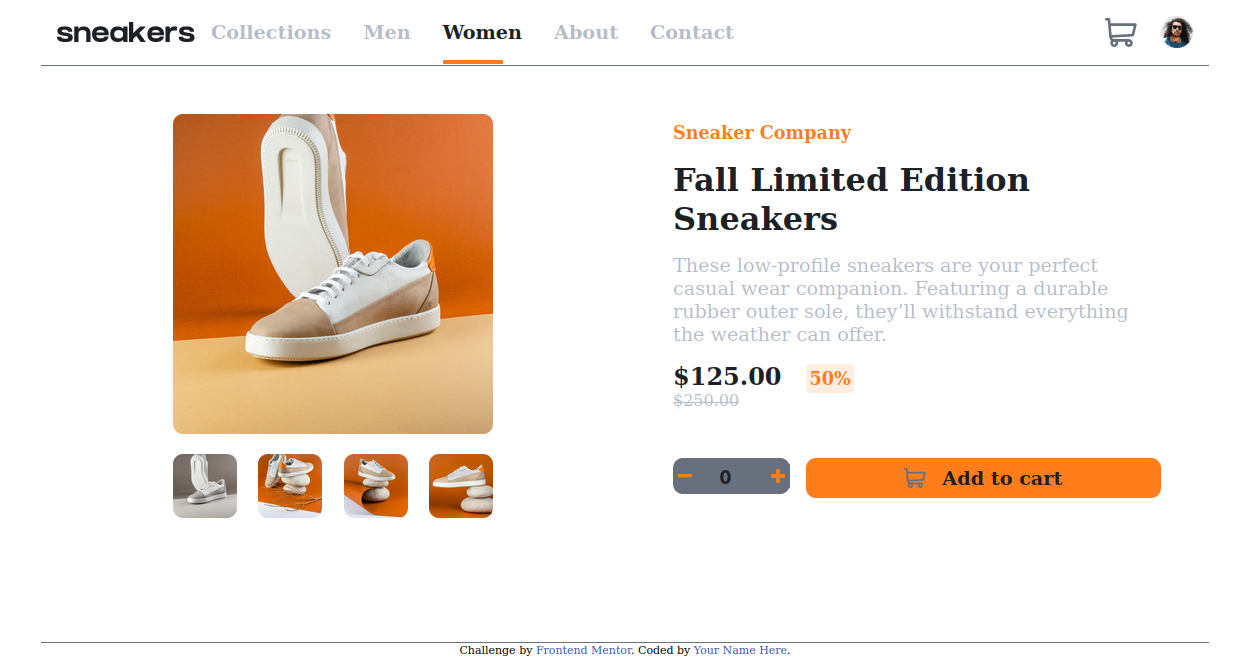 sneakers Collections Men Women About Contact
Sneaker Company
Fall Limited Edition
Sneakers
These low-profile sneakers are your perfect
casual wear companion. Featuring a durable
rubber outer sole, they’ll withstand everything
the weather can offer.
$125.00 50%
$250.00
0 Add to cart
Challenge by Frontend Mentor. Coded by Your Name Here.